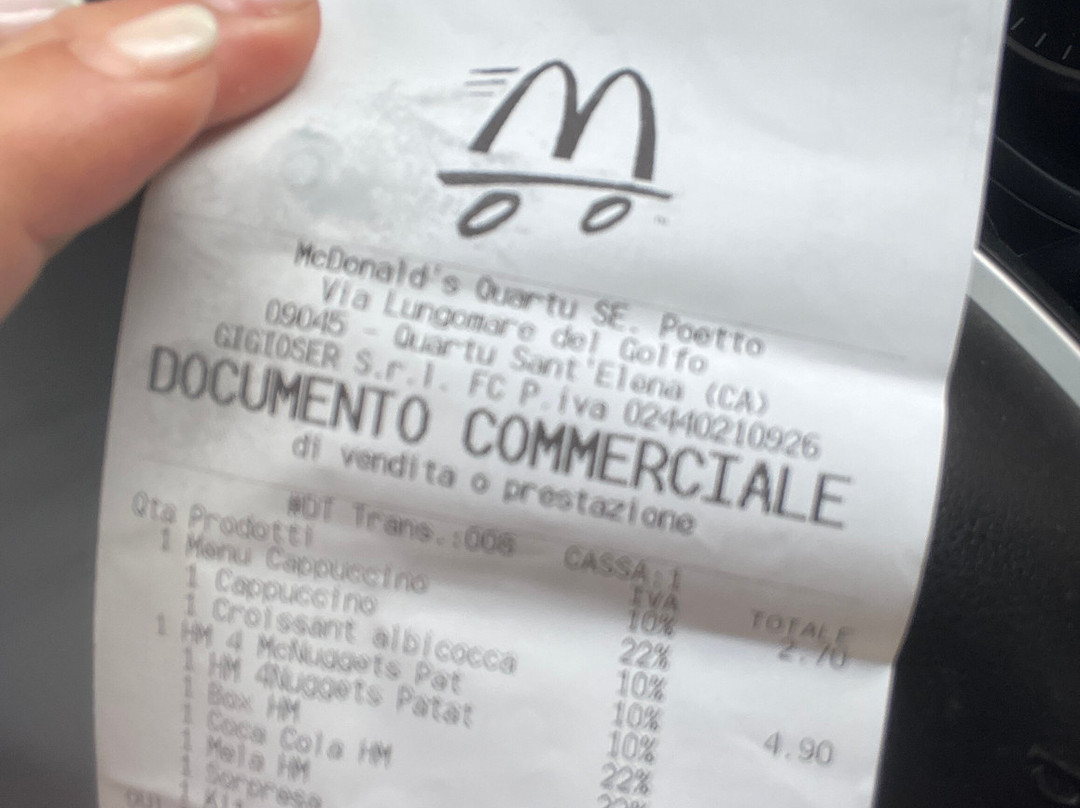 McDonald's Quartu SE. Poetto
Via Lungomare del Golfo
09045 - Quartu Sant'Elena (CA)
GIGIOSER S.r.l. FC P.iva 02440210926
DOCUMENTO COMMERCIALE
di vendita o prestazione
#DT Trans.:008 CASSA:1
Qta Prodotti IVA TOTALE
1 Menu Cappuccino 10% 2.70
1 Cappuccino 22%
1 Croissant albicocca 10%
1 HM 4 McNuggets Pat 10% 4.90
1 HM 4Nuggets Patat 10%
1 Box HM 22%
1 Coca Cola HM
1 Mela HM
1 Sorpresa